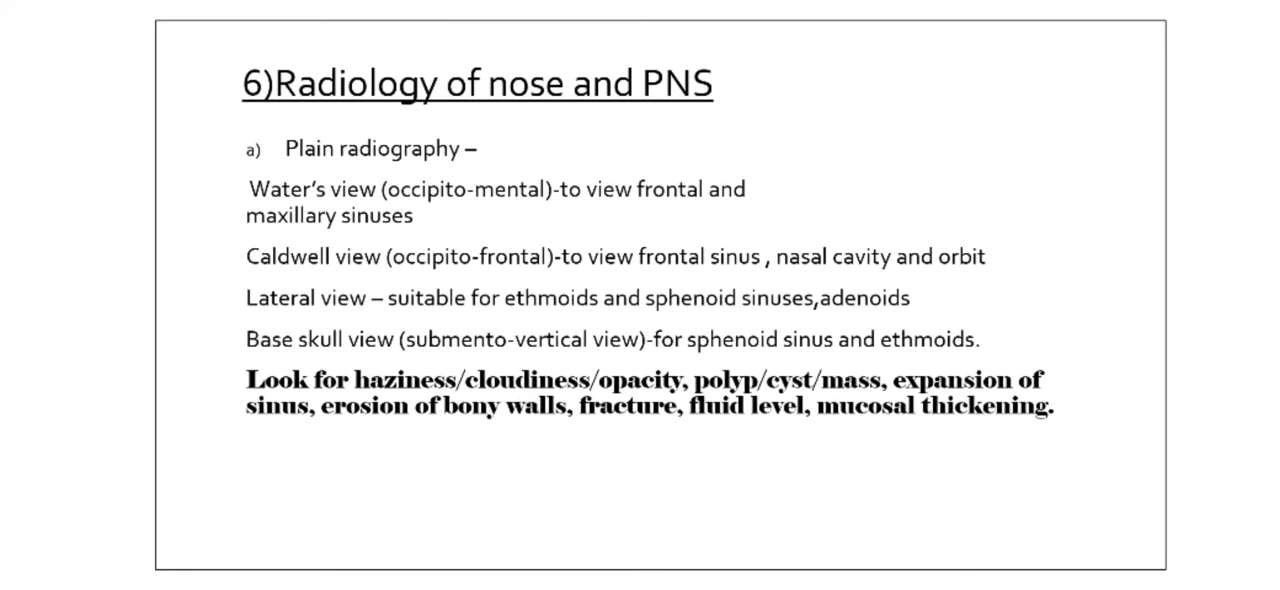 6)Radiology of nose and PNS
a) Plain radiography –
Water's view (occipito-mental)-to view frontal and
maxillary sinuses
Caldwell view (occipito-frontal)-to view frontal sinus , nasal cavity and orbit
Lateral view – suitable for ethmoids and sphenoid sinuses,adenoids
Base skull view (submento-vertical view)-for sphenoid sinus and ethmoids.
Look for haziness/cloudiness/opacity, polyp/cyst/mass, expansion of
sinus, erosion of bony walls, fracture, fluid level, mucosal thickening.